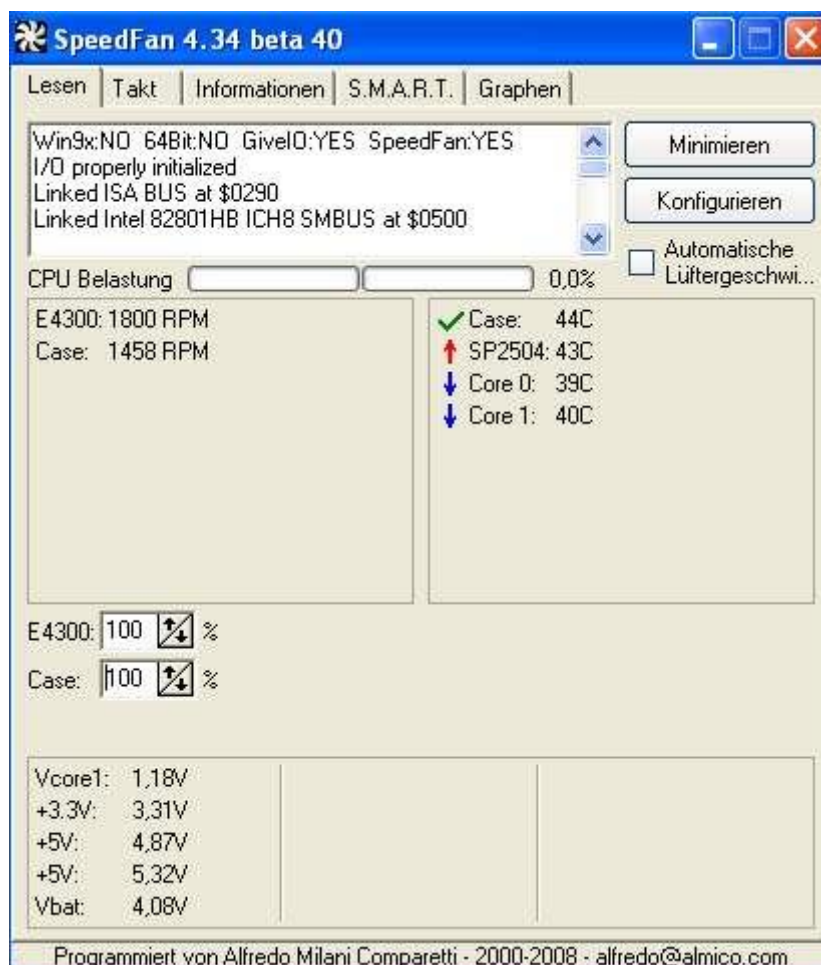 SpeedFan 4.34 beta 40
Lesen Takt Informationen S.M.A.R.T. Graphen
Win9x:NO 64Bit:NO GiveIO:YES SpeedFan:YES
I/O properly initialized
Linked ISA BUS at $0290
Linked Intel 82801HB ICH8 SMBUS at $0500
Minimieren
Konfigurieren
Automatische
Lüftergeschwi...
CPU Belastung 0,0%
E4300: 1800 RPM
Case: 1458 RPM
Case: 44C
SP2504: 43C
Core 0: 39C
Core 1: 40C
E4300: 100 %
Case: 100 %
Vcore1: 1,18V
+3.3V: 3,31V
+5V: 4,87V
+5V: 5,32V
Vbat: 4,08V
Programmiert von Alfredo Milani Comparetti - 2000-2008 - alfredo@almico.com